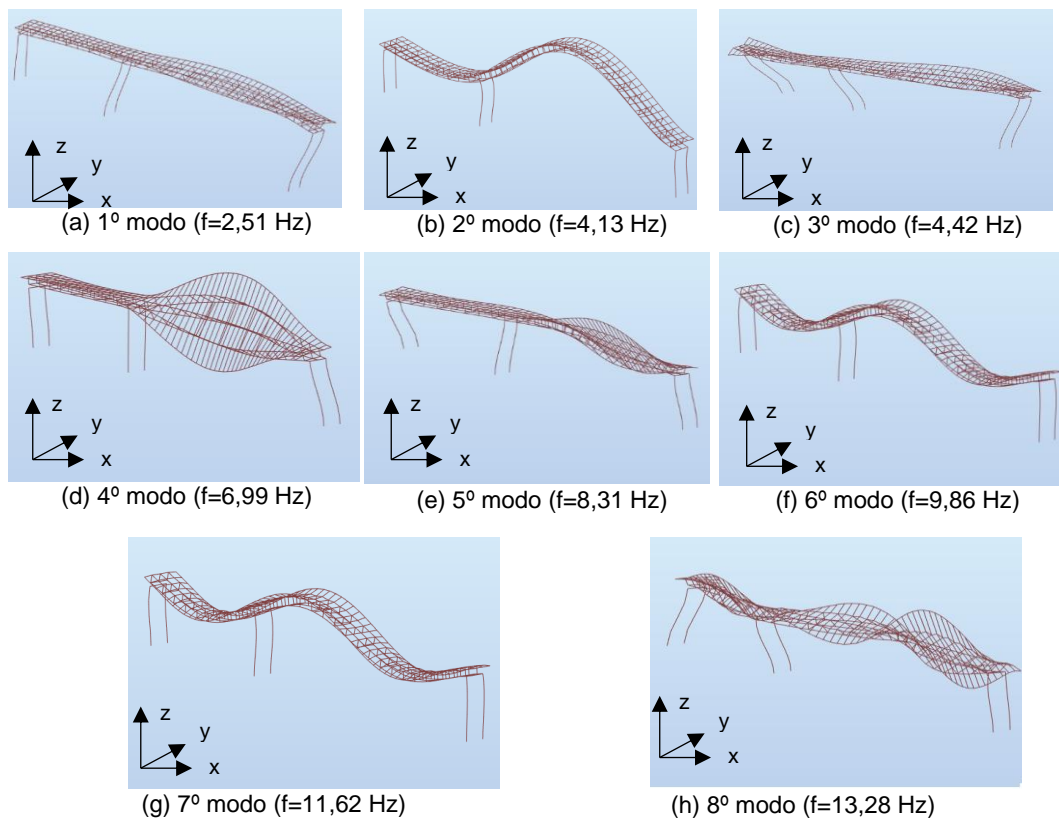 z
y
x
(a) 1º modo (f=2,51 Hz)
z
y
x
(b) 2º modo (f=4,13 Hz)
z
y
x
(c) 3º modo (f=4,42 Hz)
z
y
x
(d) 4º modo (f=6,99 Hz)
z
y
x
(e) 5º modo (f=8,31 Hz)
z
y
x
(f) 6º modo (f=9,86 Hz)
z
y
x
(g) 7º modo (f=11,62 Hz)
z
y
x
(h) 8º modo (f=13,28 Hz)